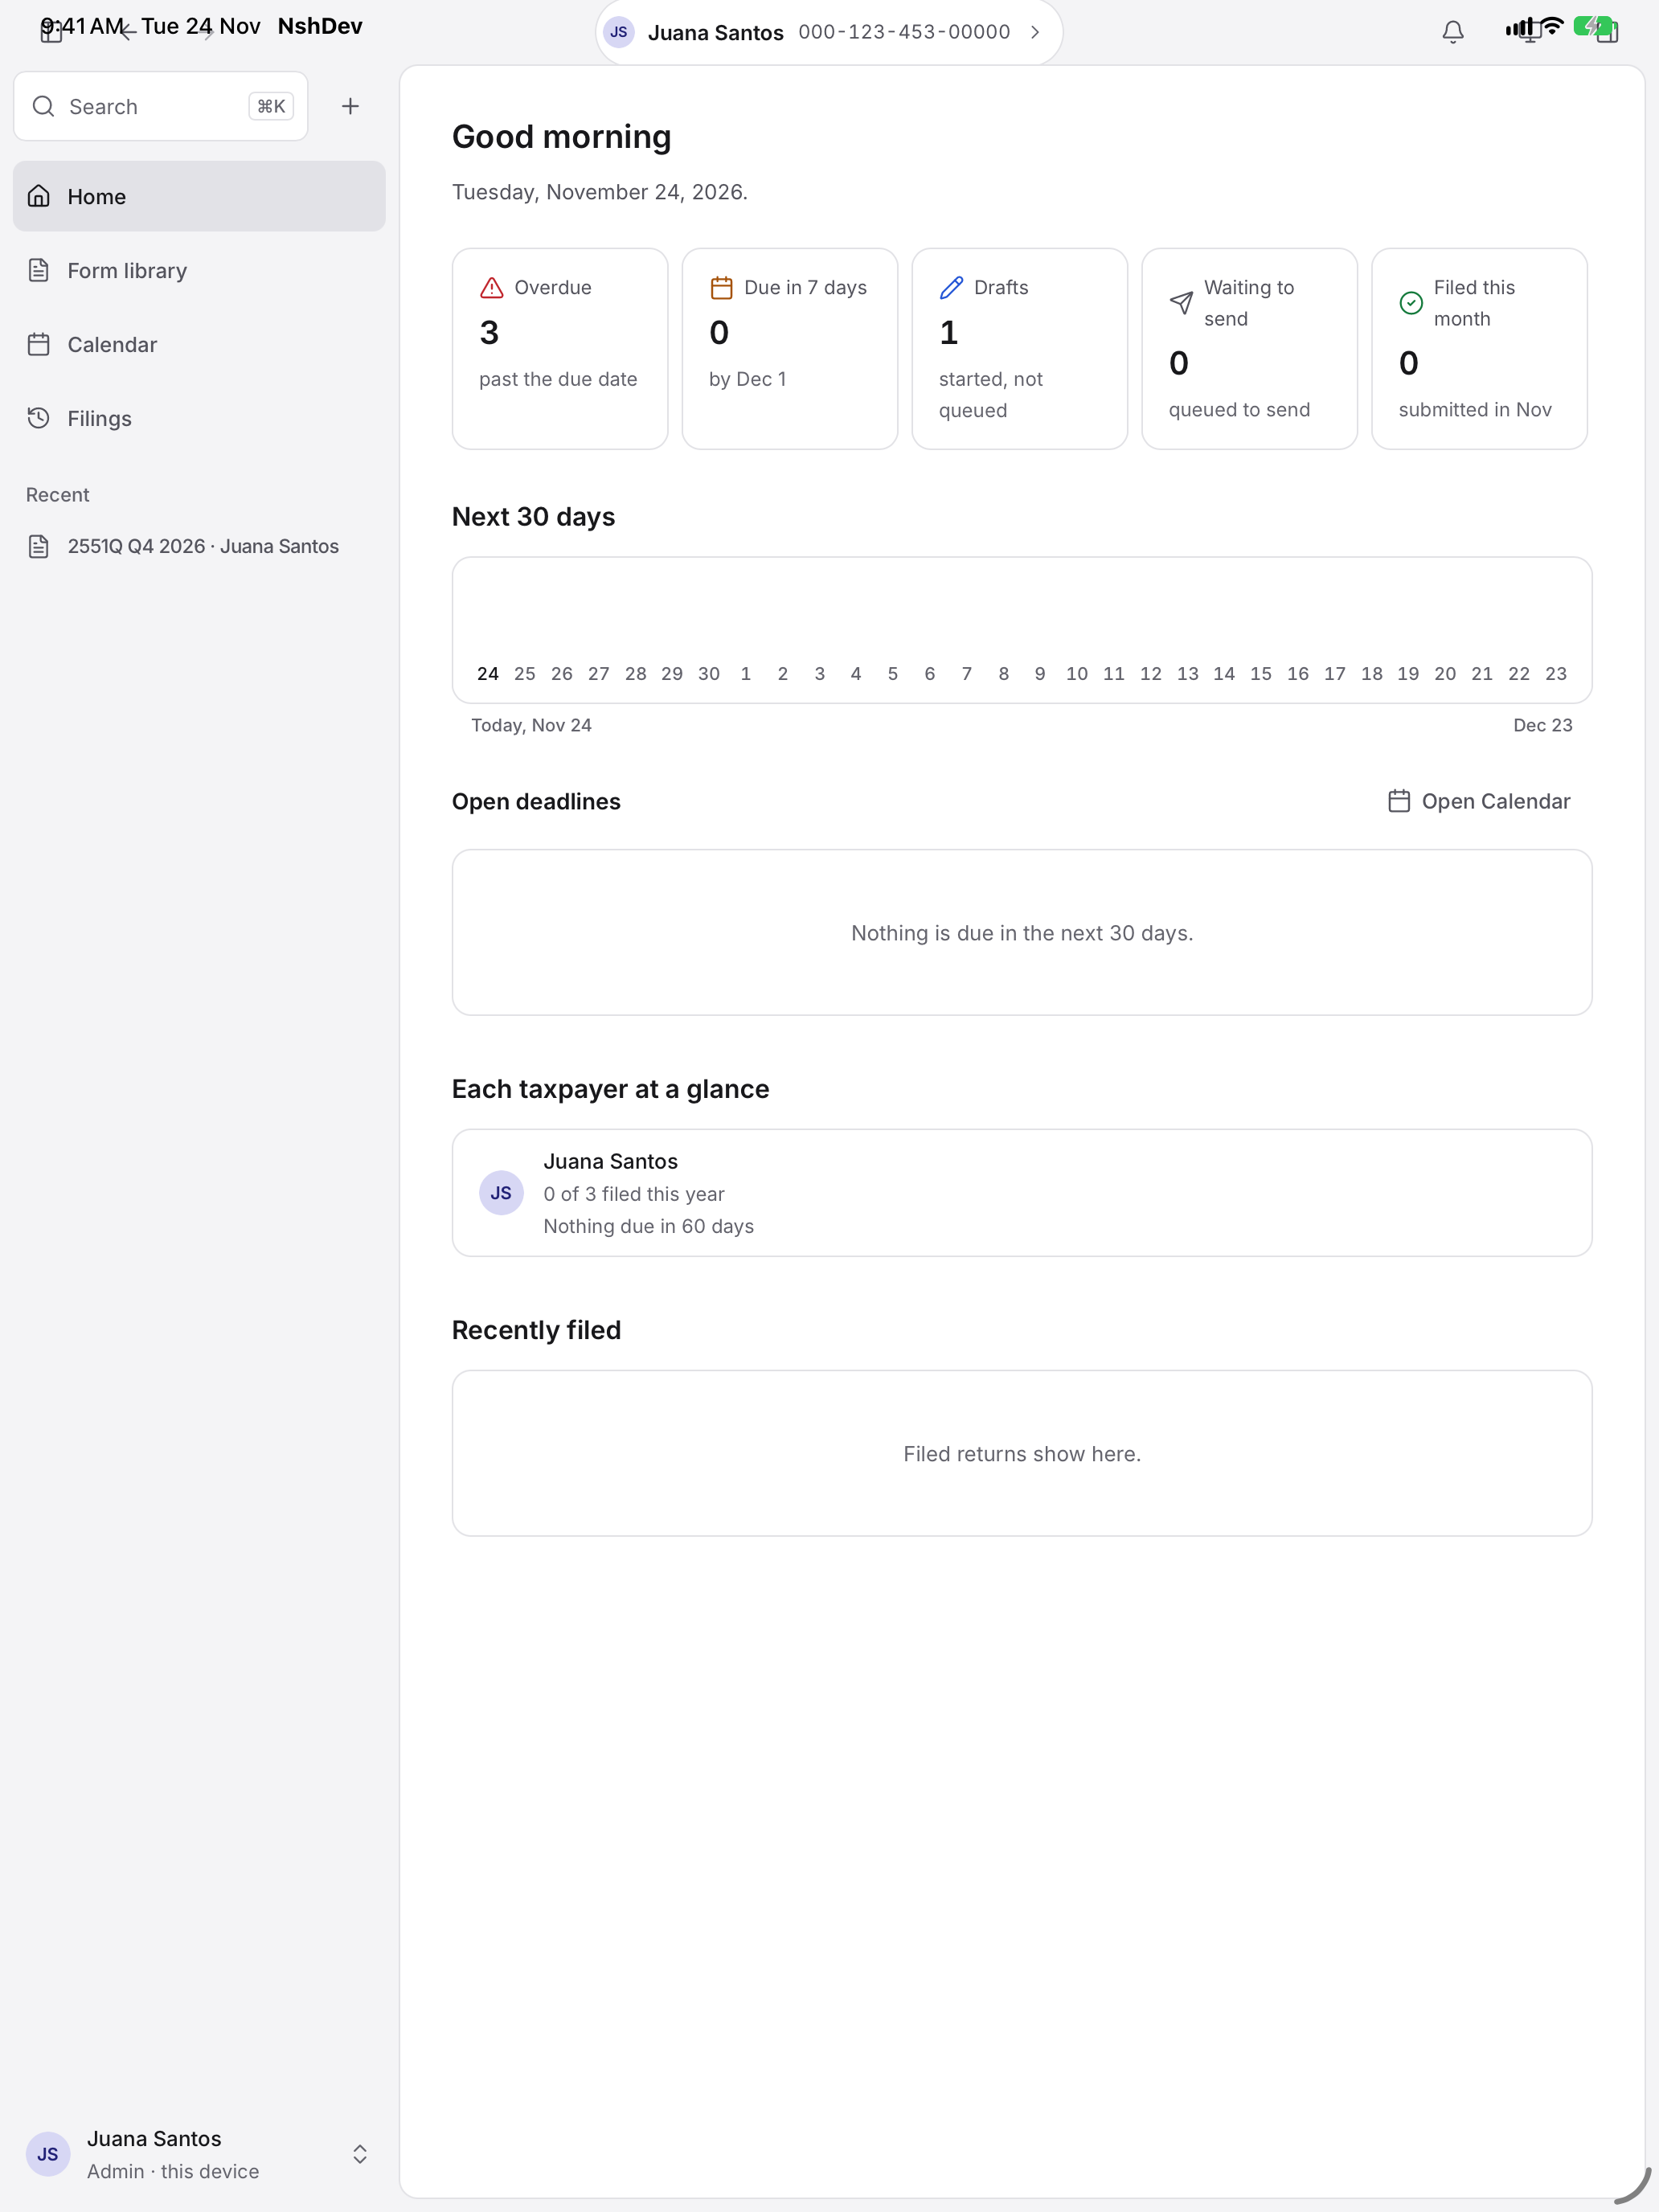 9:41 AM Tue 24 Nov NshDev
JS Juana Santos 000-123-453-00000
Search ⌘K
Home
Form library
Calendar
Filings
Recent
2551Q Q4 2026 · Juana Santos
Good morning
Tuesday, November 24, 2026.
Overdue
3
past the due date
Due in 7 days
0
by Dec 1
Drafts
1
started, not
queued
Waiting to
send
0
queued to send
Filed this
month
0
submitted in Nov
Next 30 days
24 25 26 27 28 29 30 1 2 3 4 5 6 7 8 9 10 11 12 13 14 15 16 17 18 19 20 21 22 23
Today, Nov 24 Dec 23
Open deadlines
Open Calendar
Nothing is due in the next 30 days.
Each taxpayer at a glance
JS
Juana Santos
0 of 3 filed this year
Nothing due in 60 days
Recently filed
Filed returns show here.
JS
Juana Santos
Admin · this device